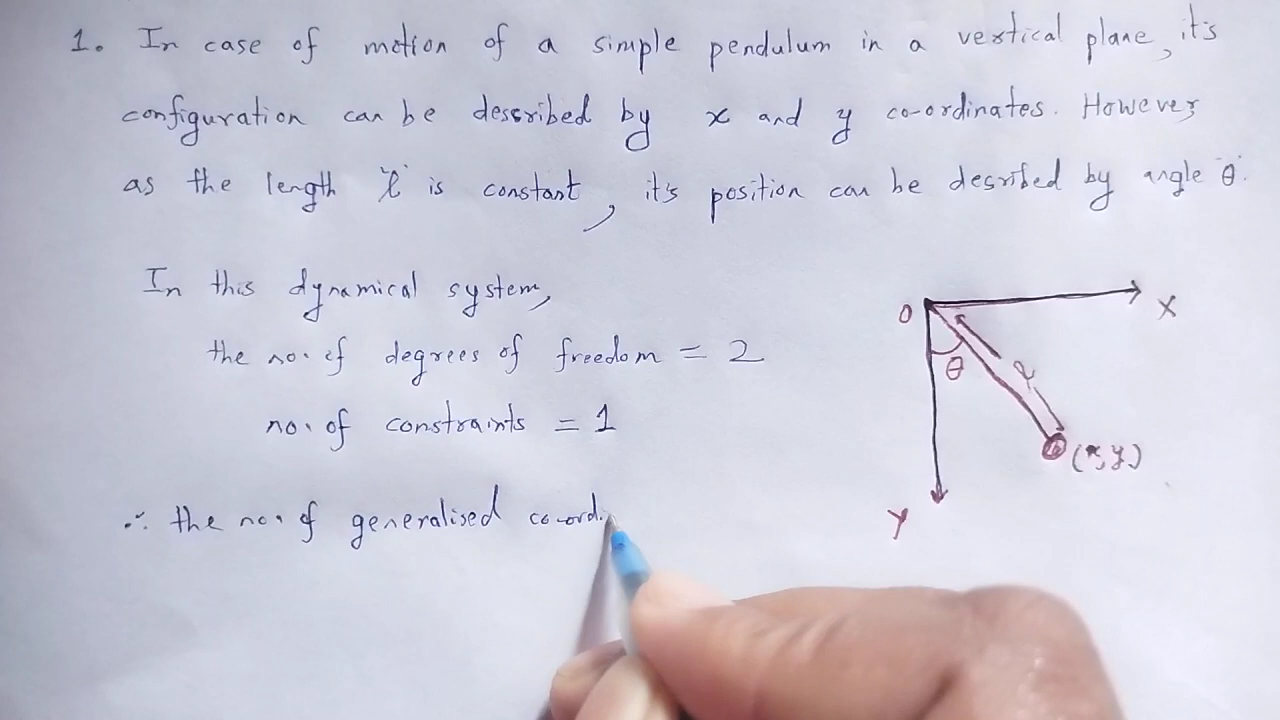 1. In case of motion of a simple pendulum in a vertical plane, it's
configuration can be described by x and y co-ordinates. However
as the length 'l' is constant, it's position can be desribed by angle 'θ'.
In this dynamical system,
the no. of degrees of freedom = 2
no. of constraints = 1
∴ the no. of generalised co-ord.
O
X
θ
l
(x,y)
Y